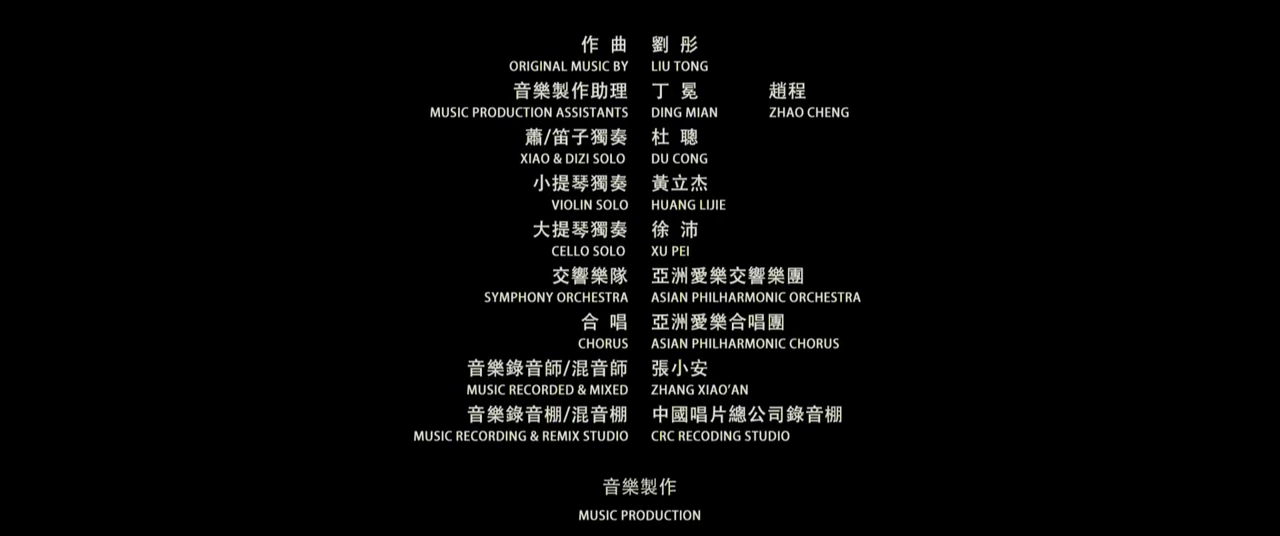 作 曲 劉 彤
ORIGINAL MUSIC BY LIU TONG
音樂製作助理 丁 冕 趙程
MUSIC PRODUCTION ASSISTANTS DING MIAN ZHAO CHENG
蕭/笛子獨奏 杜 聰
XIAO & DIZI SOLO DU CONG
小提琴獨奏 黃立杰
VIOLIN SOLO HUANG LIJIE
大提琴獨奏 徐 沛
CELLO SOLO XU PEI
交響樂隊 亞洲愛樂交響樂團
SYMPHONY ORCHESTRA ASIAN PHILHARMONIC ORCHESTRA
合 唱 亞洲愛樂合唱團
CHORUS ASIAN PHILHARMONIC CHORUS
音樂錄音師/混音師 張小安
MUSIC RECORDED & MIXED ZHANG XIAO'AN
音樂錄音棚/混音棚 中國唱片總公司錄音棚
MUSIC RECORDING & REMIX STUDIO CRC RECODING STUDIO
音樂製作
MUSIC PRODUCTION